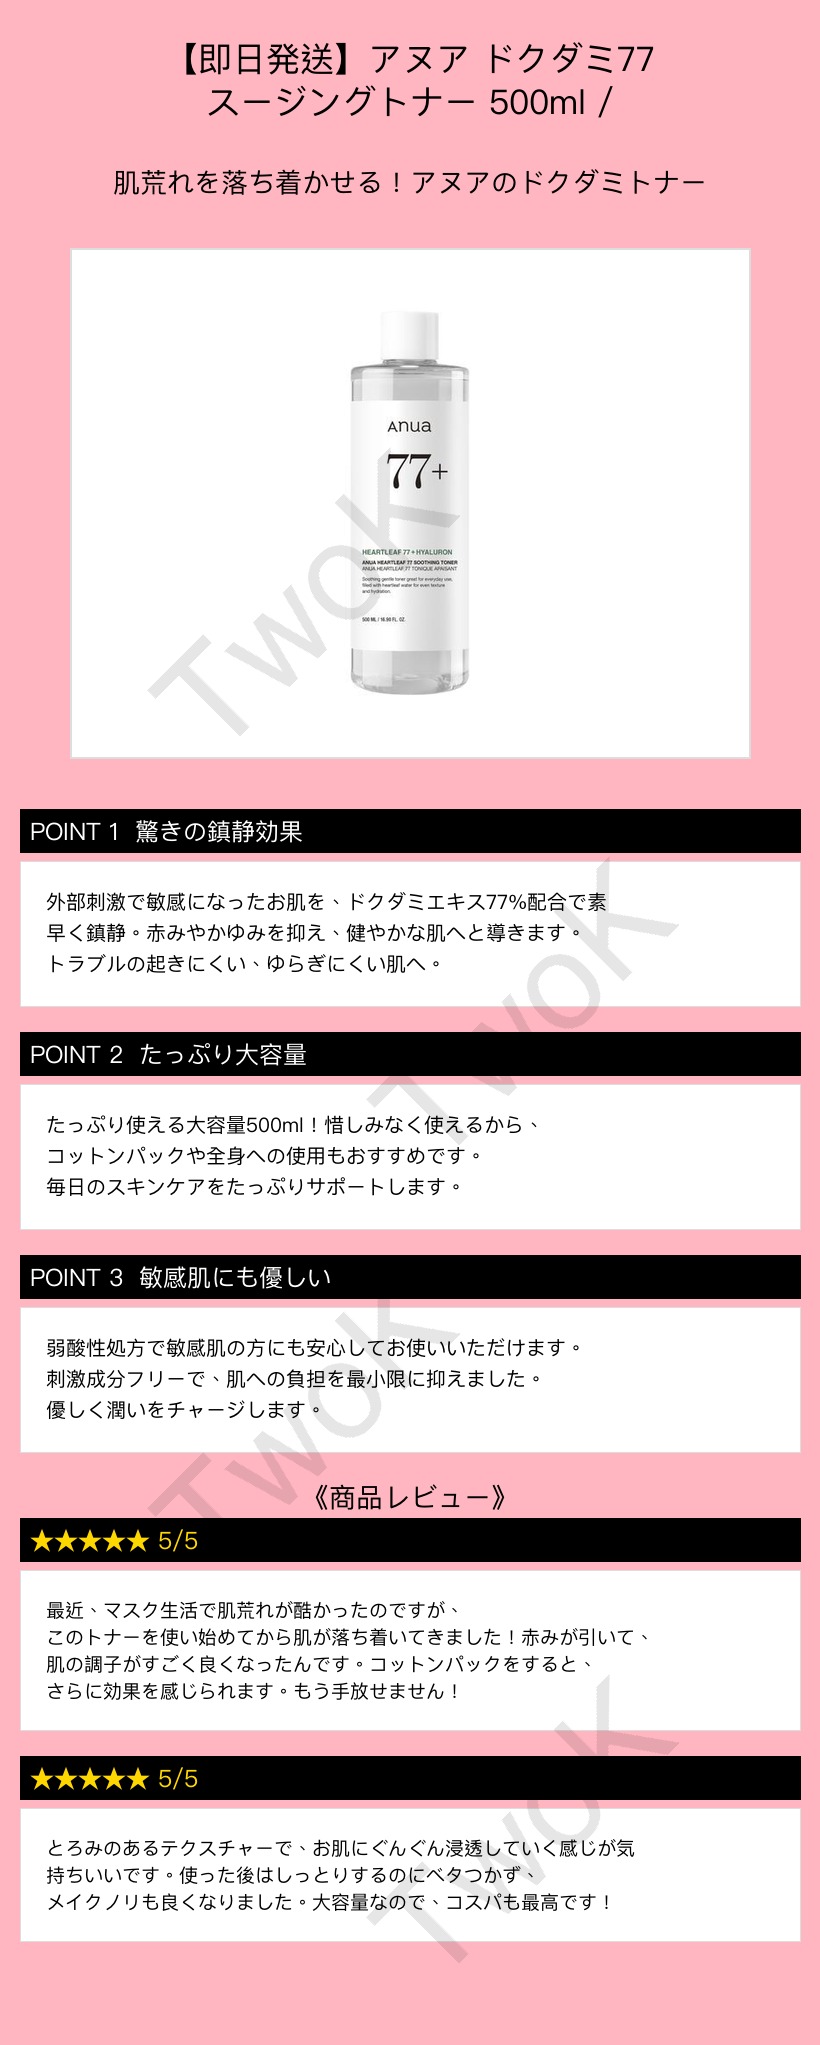 【即日発送】アヌア ドクダミ77
スージングトナー 500ml /
肌荒れを落ち着かせる！アヌアのドクダミトナー
Anua
77+
HEARTLEAF 77 + HYALURON
ANUA HEARTLEAF 77 SOOTHING TONER
ANUA HEARTLEAF 77 TONIQUE APAISANT
Soothing gentle toner great for everyday use,
filled with heartleaf water for even texture
and hydration.
500 ML / 16.90 FL. OZ.
TwoK
POINT 1 驚きの鎮静効果
外部刺激で敏感になったお肌を、ドクダミエキス77%配合で素
早く鎮静。赤みやかゆみを抑え、健やかな肌へと導きます。
トラブルの起きにくい、ゆらぎにくい肌へ。
TwoK
POINT 2 たっぷり大容量
たっぷり使える大容量500ml！惜しみなく使えるから、
コットンパックや全身への使用もおすすめです。
毎日のスキンケアをたっぷりサポートします。
POINT 3 敏感肌にも優しい
弱酸性処方で敏感肌の方にも安心してお使いいただけます。
刺激成分フリーで、肌への負担を最小限に抑えました。
優しく潤いをチャージします。
TwoK
《商品レビュー》
★★★★★ 5/5
最近、マスク生活で肌荒れが酷かったのですが、
このトナーを使い始めてから肌が落ち着いてきました！赤みが引いて、
肌の調子がすごく良くなったんです。コットンパックをすると、
さらに効果を感じられます。もう手放せません！
★★★★★ 5/5
とろみのあるテクスチャーで、お肌にぐんぐん浸透していく感じが気
持ちいいです。使った後はしっとりするのにベタつかず、
メイクノリも良くなりました。大容量なので、コスパも最高です！
TwoK